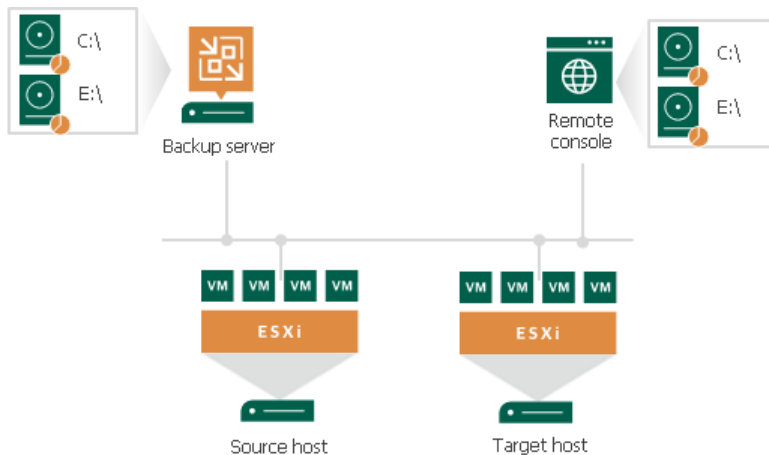 C:\
E:\
Backup server
C:\
E:\
Remote
console
VM VM VM VM
ESXi
Source host
VM VM VM VM
ESXi
Target host